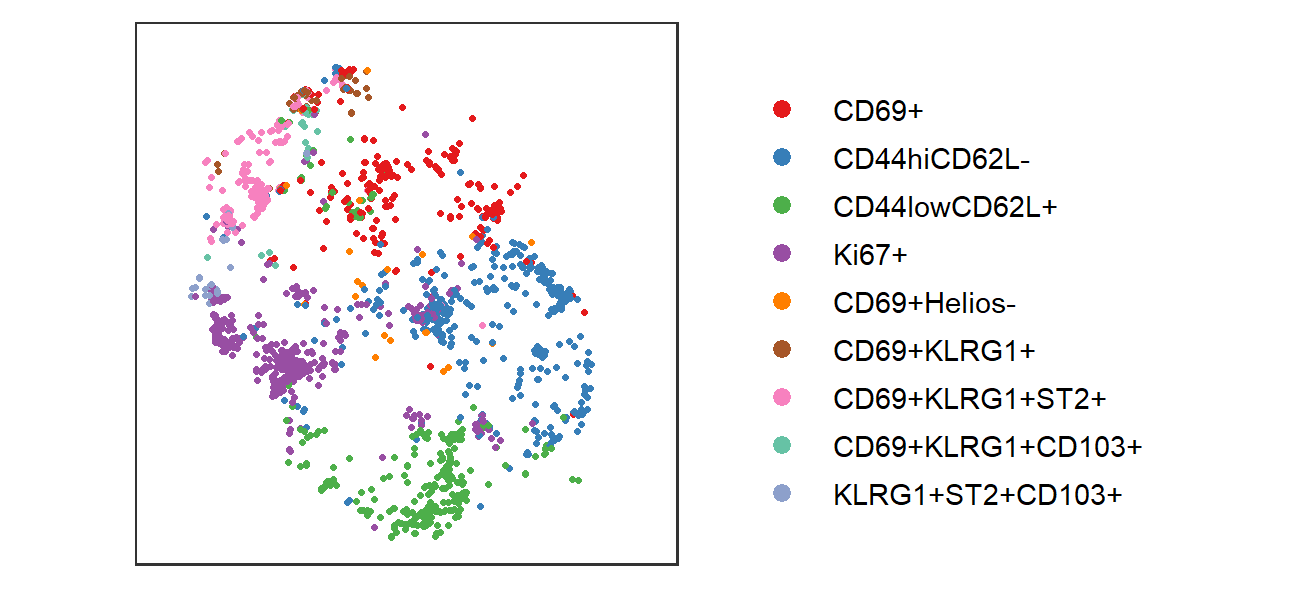 CD69+
CD44hiCD62L-
CD44lowCD62L+
Ki67+
CD69+Helios-
CD69+KLRG1+
CD69+KLRG1+ST2+
CD69+KLRG1+CD103+
KLRG1+ST2+CD103+